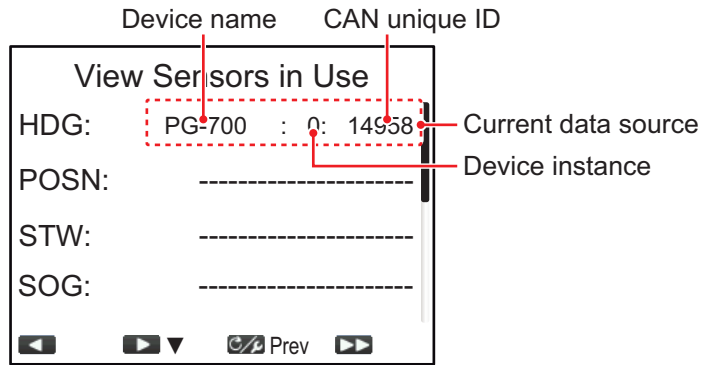 Device name CAN unique ID
View Sensors in Use
HDG: PG-700 : 0: 14958 Current data source
Device instance
POSN: ---------------------
STW: ---------------------
SOG: ---------------------
Prev